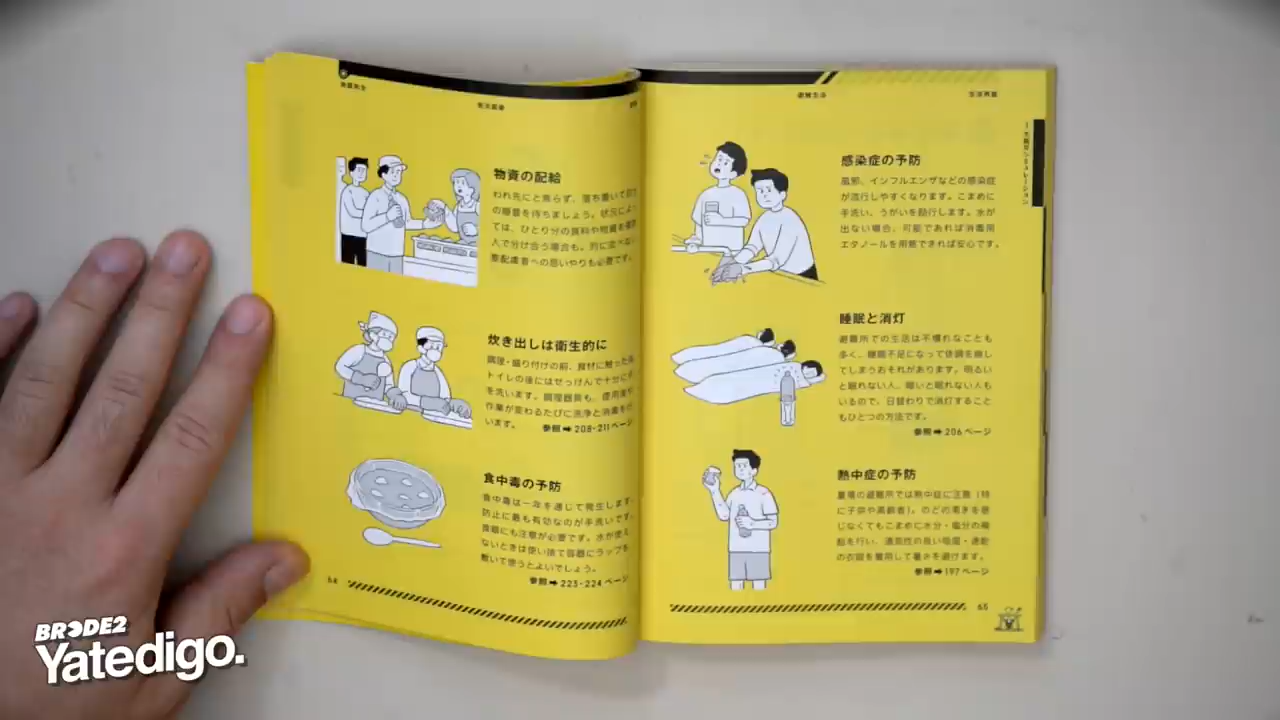 物資の配給
われ先にと焦らず、落ち着いて
の順番を待ちましょう。状況によっ
ては、ひとり分の食料や物資を
人で分け合う場合も。
要配慮者への思いやりも必要です。
炊き出しは衛生的に
調理・盛り付けの前、食材に触った
トイレの後にはせっけんで十分に
を洗います。調理器具も、使用後や
作業が変わるたびに洗浄と消毒を
います。
参照➡208-211ページ
食中毒の予防
食中毒は一年を通じて発生します。
防止に最も有効なのが手洗いです。
食器にも注意が必要です。水が使え
ないときは使い捨て容器にラップを
敷いて使うとよいでしょう。
参照➡223-224ページ
64
避難生活
生活再建
感染症の予防
風邪、インフルエンザなどの感染症
が流行しやすくなります。こまめに
手洗い、うがいを励行します。水が
出ない場合、可能であれば消毒用
エタノールを用意できれば安心です。
睡眠と消灯
避難所での生活は不慣れなことも
多く、睡眠不足になって体調を崩し
てしまうおそれがあります。明るい
と眠れない人、暗いと眠れない人も
いるので、日替わりで消灯すること
もひとつの方法です。
参照➡206ページ
熱中症の予防
夏場の避難所では熱中症に注意（特
に子供や高齢者）。のどの渇きを感
じなくてもこまめに水分・塩分の補
給を行い、通気性の良い吸湿・速乾
の衣服を着用して暑さを避けます。
参照➡197ページ
65
BRODE2
Yatedigo.